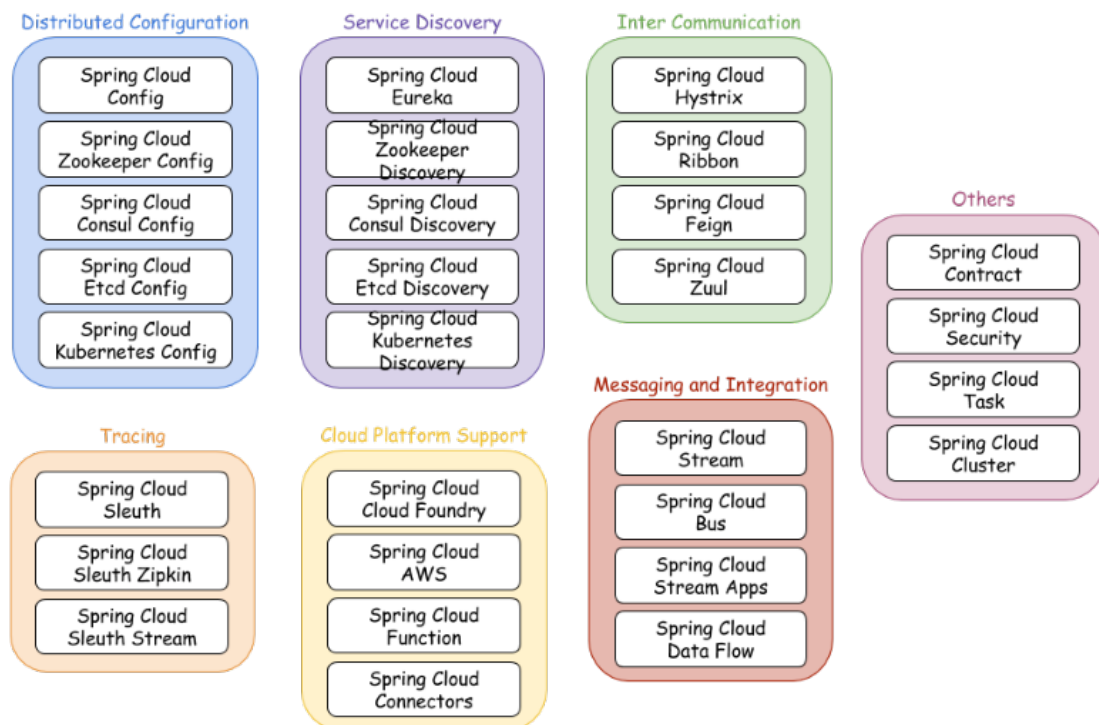 Distributed Configuration
Spring Cloud
Config
Spring Cloud
Zookeeper Config
Spring Cloud
Consul Config
Spring Cloud
Etcd Config
Spring Cloud
Kubernetes Config
Service Discovery
Spring Cloud
Eureka
Spring Cloud
Zookeeper
Discovery
Spring Cloud
Consul Discovery
Spring Cloud
Etcd Discovery
Spring Cloud
Kubernetes
Discovery
Inter Communication
Spring Cloud
Hystrix
Spring Cloud
Ribbon
Spring Cloud
Feign
Spring Cloud
Zuul
Others
Spring Cloud
Contract
Spring Cloud
Security
Spring Cloud
Task
Spring Cloud
Cluster
Tracing
Spring Cloud
Sleuth
Spring Cloud
Sleuth Zipkin
Spring Cloud
Sleuth Stream
Cloud Platform Support
Spring Cloud
Cloud Foundry
Spring Cloud
AWS
Spring Cloud
Function
Spring Cloud
Connectors
Messaging and Integration
Spring Cloud
Stream
Spring Cloud
Bus
Spring Cloud
Stream Apps
Spring Cloud
Data Flow